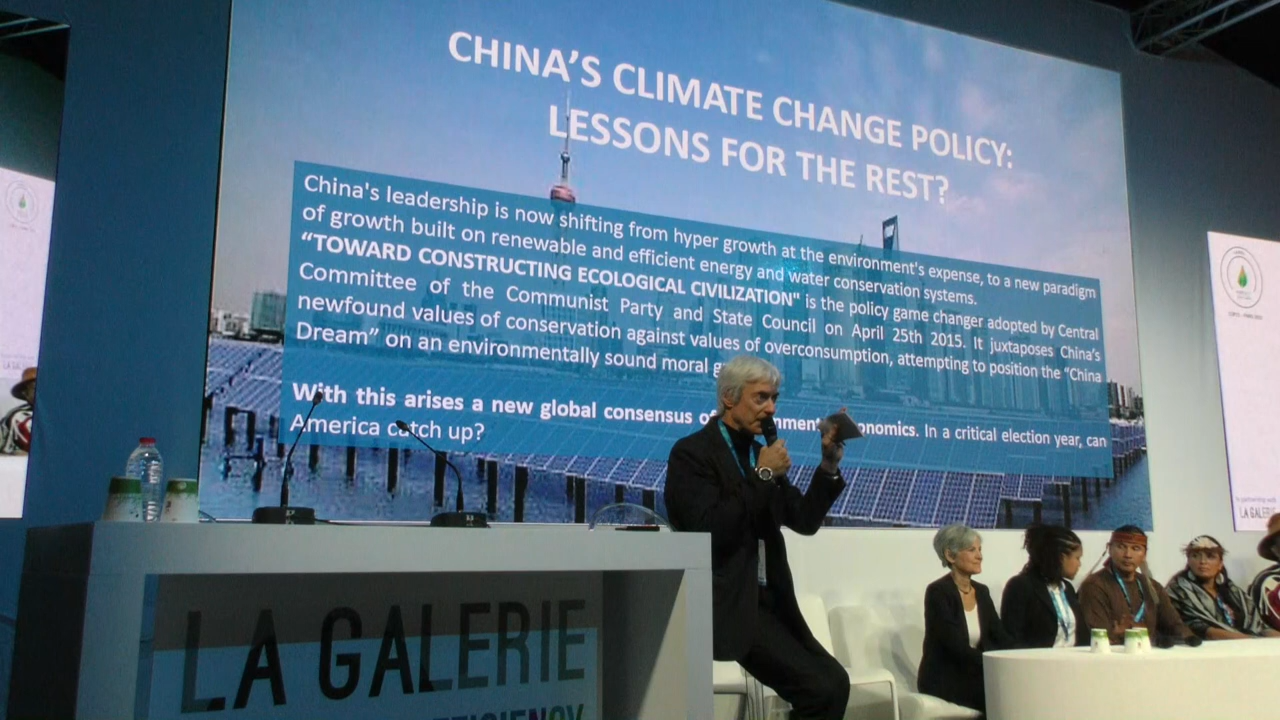 CHINA'S CLIMATE CHANGE POLICY:
LESSONS FOR THE REST?
China's leadership is now shifting from hyper growth at the environment's expense, to a new paradigm
of growth built on renewable and efficient energy and water conservation systems.
“TOWARD CONSTRUCTING ECOLOGICAL CIVILIZATION" is the policy game changer adopted by Central
Committee of the Communist Party and State Council on April 25th 2015. It juxtaposes China's
newfound values of conservation against values of overconsumption, attempting to position the “China
Dream” on an environmentally sound moral
With this arises a new global consensus of economics. In a critical election year, can
America catch up?
LA GALERIE
EFFICIENCY
LA GALERIE